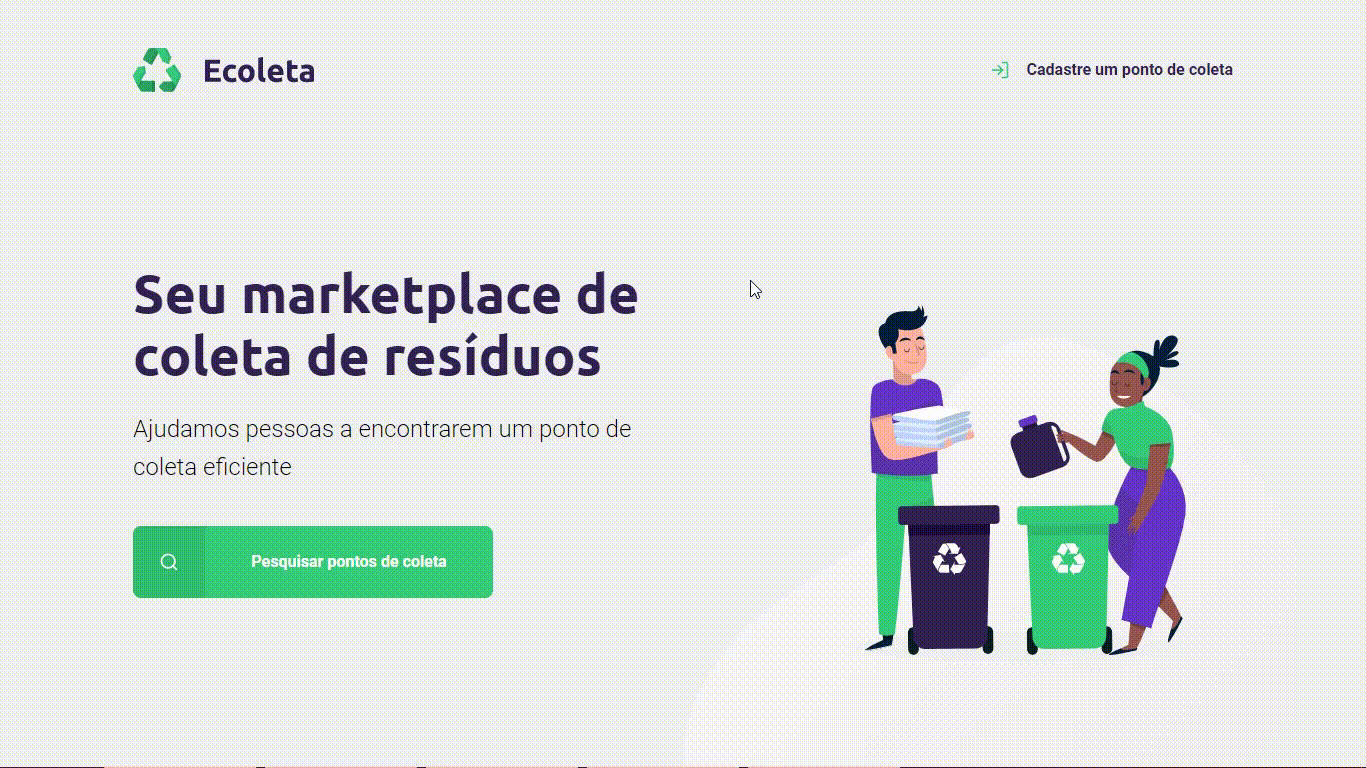 Ecoleta
Cadastre um ponto de coleta
Seu marketplace de
coleta de resíduos
Ajudamos pessoas a encontrarem um ponto de
coleta eficiente
Pesquisar pontos de coleta